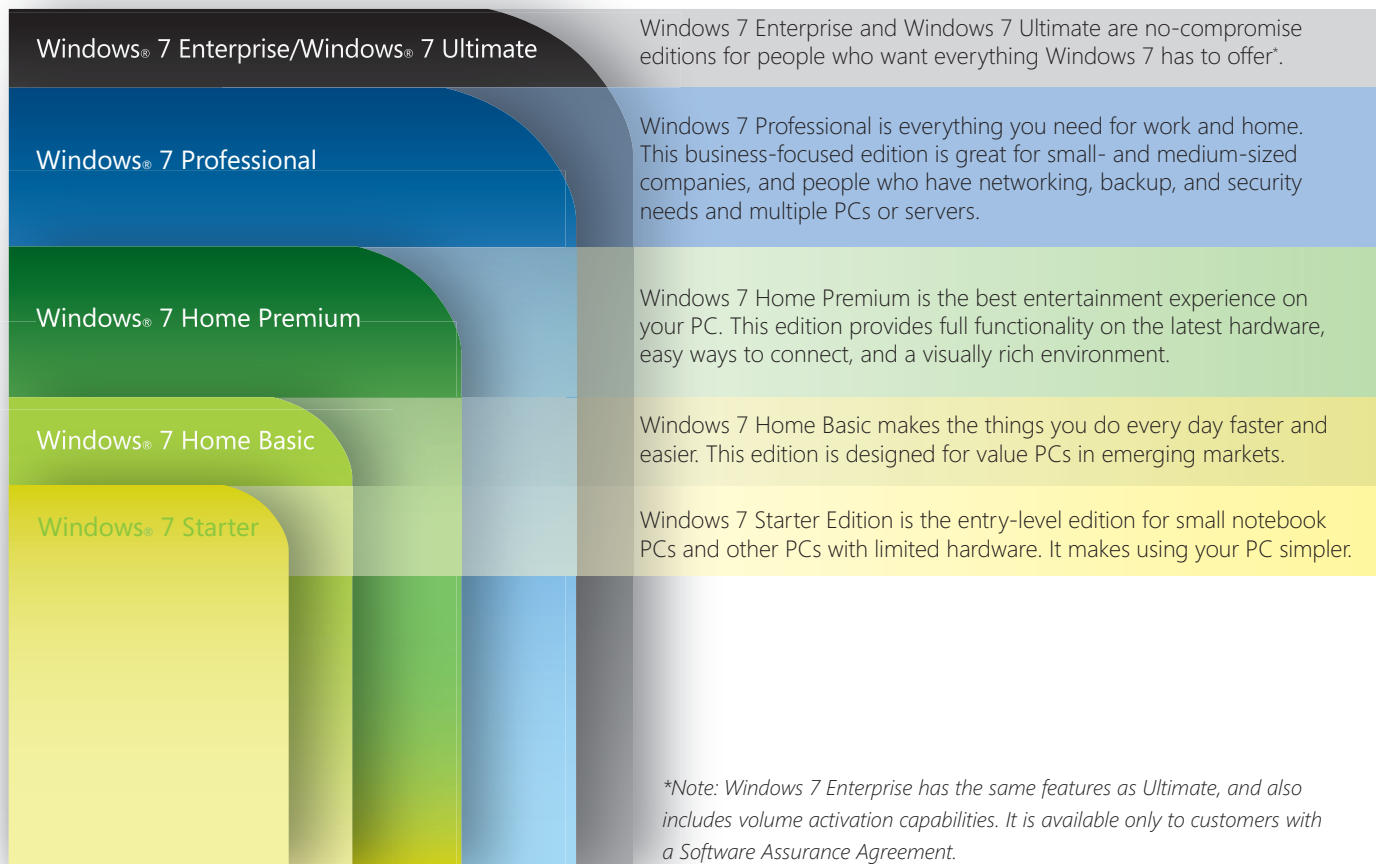 Windows® 7 Enterprise/Windows® 7 Ultimate
Windows 7 Enterprise and Windows 7 Ultimate are no-compromise
editions for people who want everything Windows 7 has to offer*.
Windows® 7 Professional
Windows 7 Professional is everything you need for work and home.
This business-focused edition is great for small- and medium-sized
companies, and people who have networking, backup, and security
needs and multiple PCs or servers.
Windows® 7 Home Premium
Windows 7 Home Premium is the best entertainment experience on
your PC. This edition provides full functionality on the latest hardware,
easy ways to connect, and a visually rich environment.
Windows® 7 Home Basic
Windows 7 Home Basic makes the things you do every day faster and
easier. This edition is designed for value PCs in emerging markets.
Windows® 7 Starter
Windows 7 Starter Edition is the entry-level edition for small notebook
PCs and other PCs with limited hardware. It makes using your PC simpler.
*Note: Windows 7 Enterprise has the same features as Ultimate, and also
includes volume activation capabilities. It is available only to customers with
a Software Assurance Agreement.